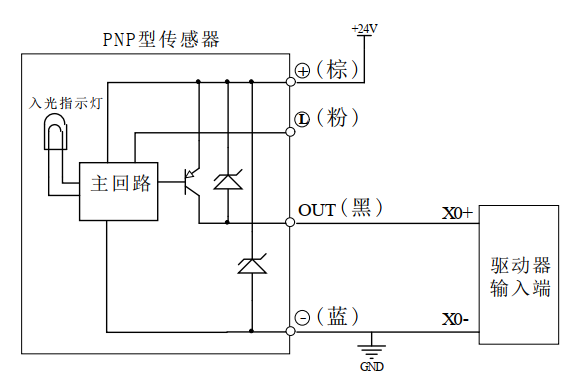 +24V
PNP型传感器
⊕(棕)
入光指示灯
Ⓛ(粉)
主回路
OUT(黑)
X0+
驱动器
输入端
⊖(蓝)
X0-
GND